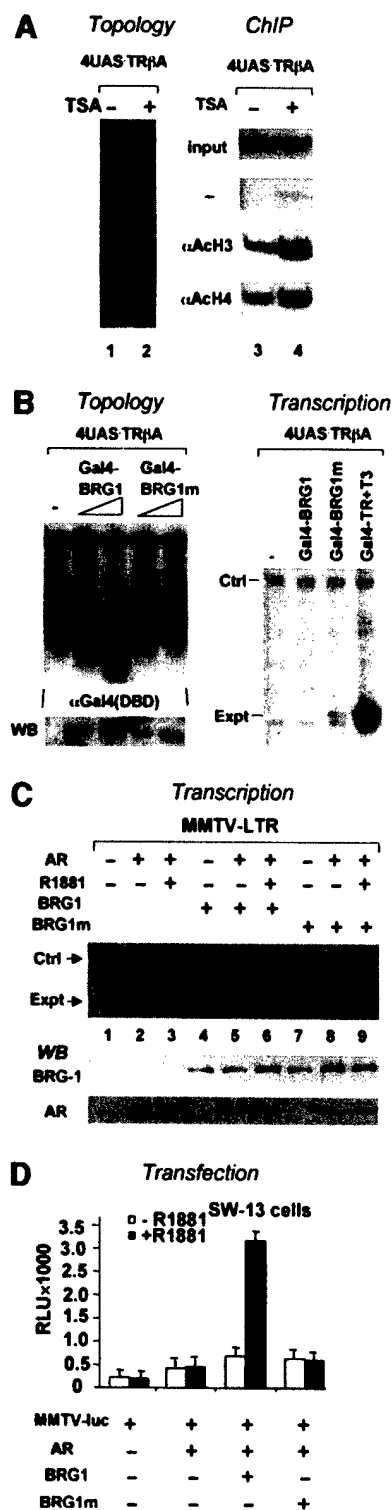 A Topology ChIP
4UAS·TRβA 4UAS·TRβA
TSA – + TSA – +
input
–
αAcH3
αAcH4
1 2 3 4
B Topology Transcription
4UAS·TRβA 4UAS·TRβA
Gal4-BRG1 Gal4-BRG1m
- 
- Gal4-BRG1 Gal4-BRG1m Gal4-TR+T3
Ctrl
αGal4(DBD)
WB Expt
C Transcription
MMTV-LTR
AR – + + – + + – + +
R1881 – – + – – + – – +
BRG1 + + +
BRG1m + + +
Ctrl
Expt
1 2 3 4 5 6 7 8 9
WB
BRG-1
AR
D Transfection
SW-13 cells
- R1881
+R1881
RLU×1000
3.5
3.0
2.5
2.0
1.5
1.0
0.5
0
MMTV-luc + + + +
AR – + + +
BRG1 – – + –
BRG1m – – – +